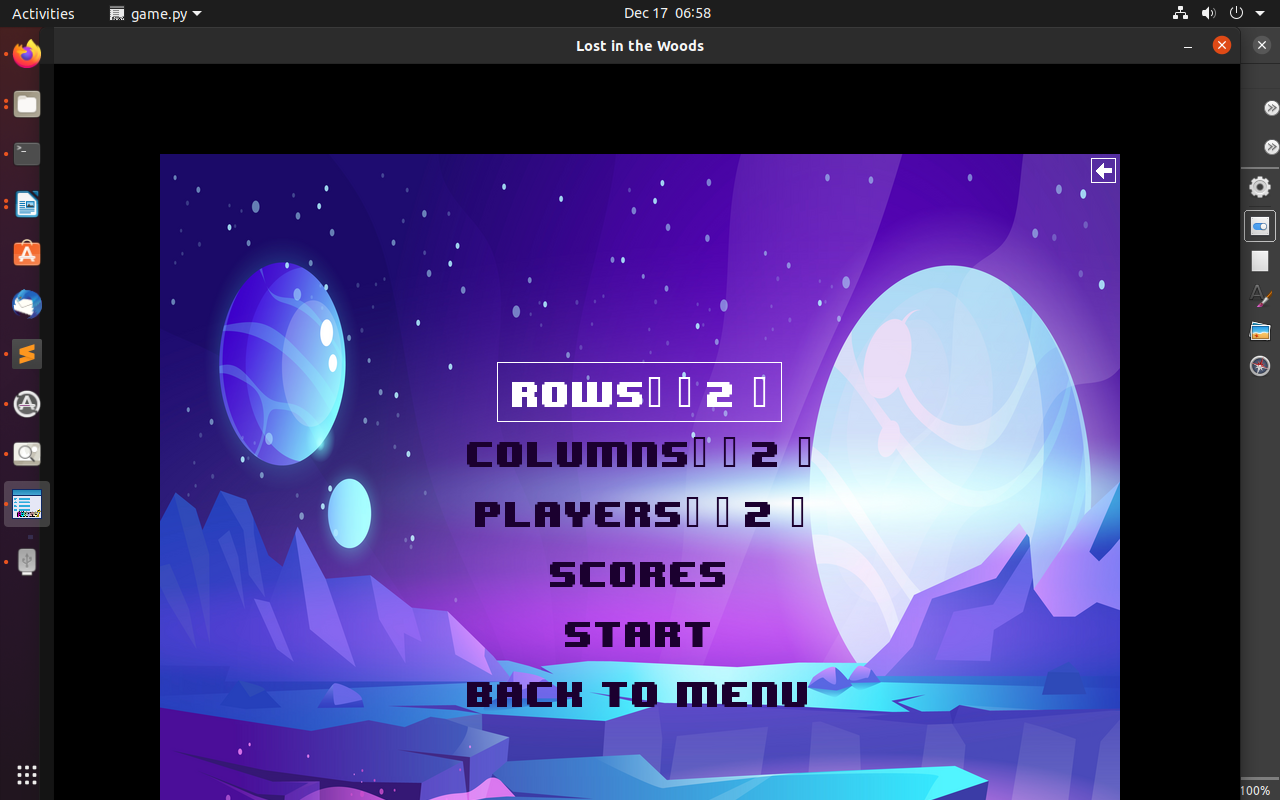 Activities game.py Dec 17 06:58
Lost in the Woods
ROWS▯ ▯ 2 ▯
COLUMNS▯ ▯ 2 ▯
PLAYERS▯ ▯ 2 ▯
SCORES
START
BACK TO MENU
100%